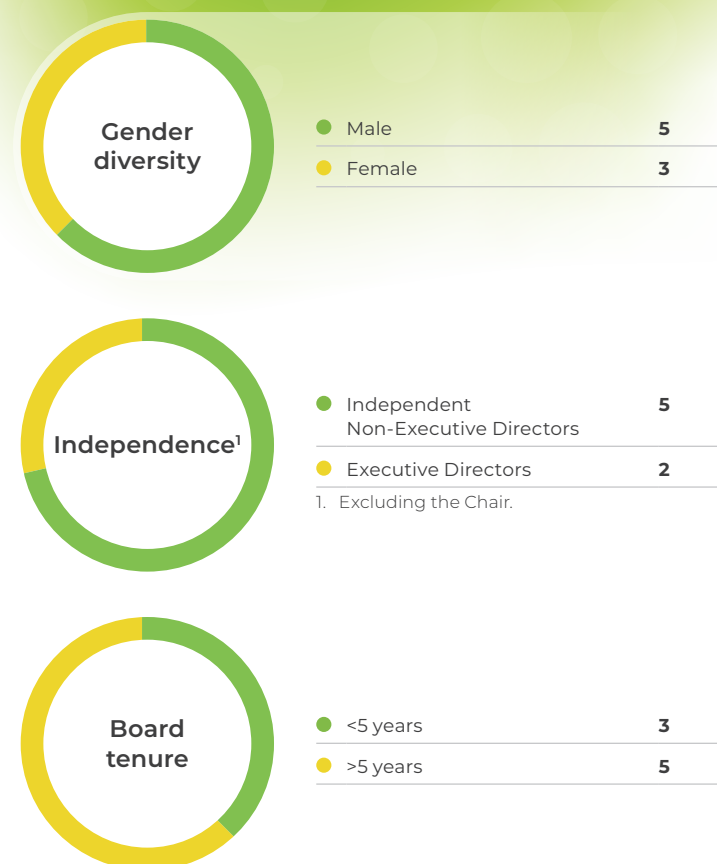 Gender
diversity
Male 5
Female 3
Independence¹
Independent
Non-Executive Directors 5
Executive Directors 2
1. Excluding the Chair.
Board
tenure
<5 years 3
>5 years 5